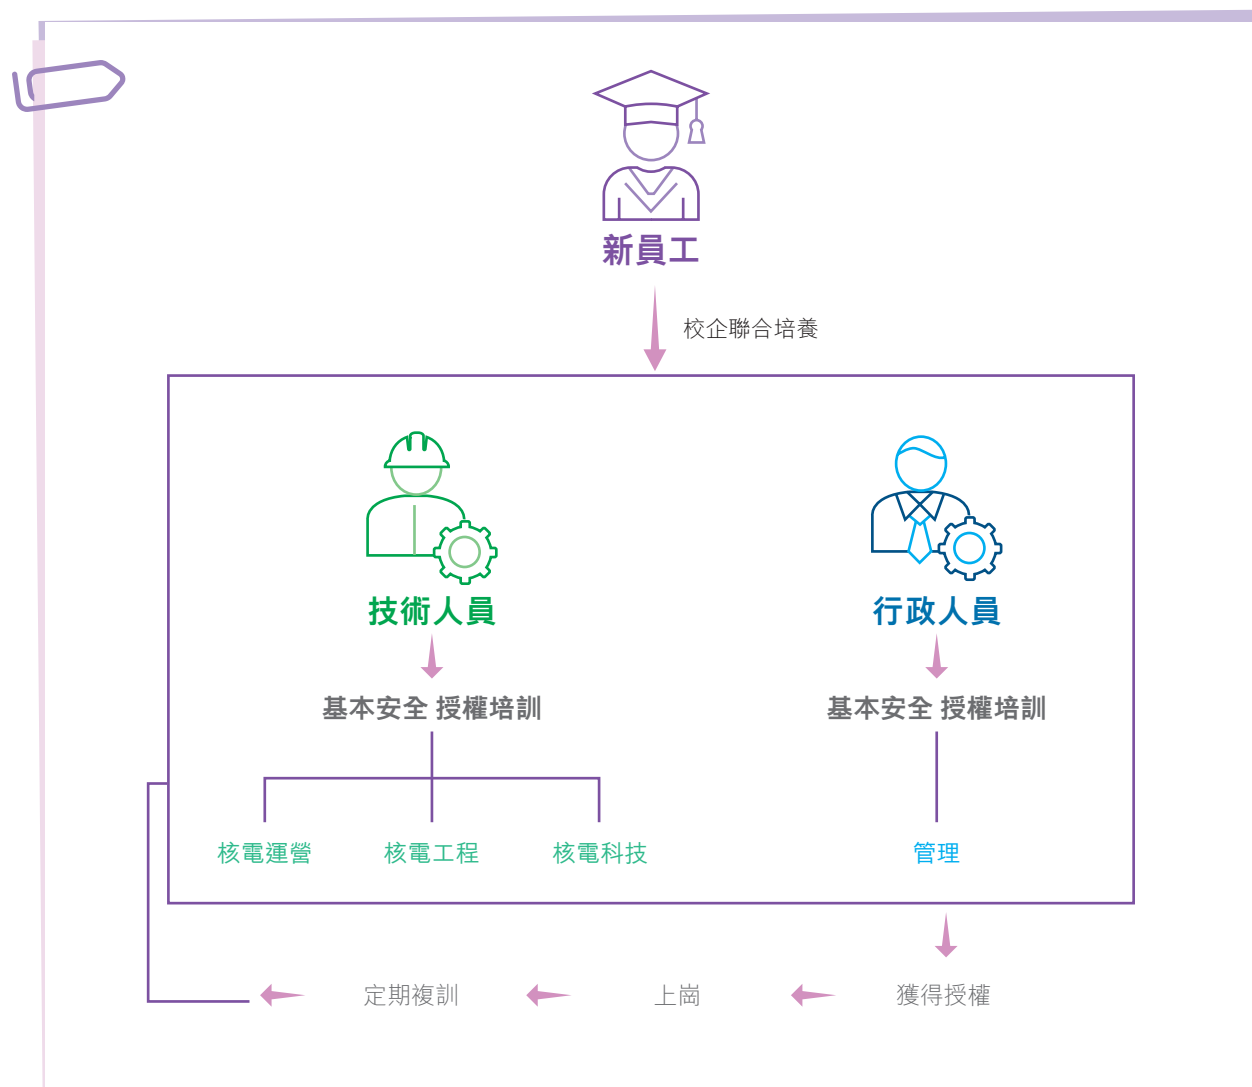 新員工
校企聯合培養
技術人員
行政人員
基本安全 授權培訓
基本安全 授權培訓
核電運營
核電工程
核電科技
管理
定期複訓
上崗
獲得授權